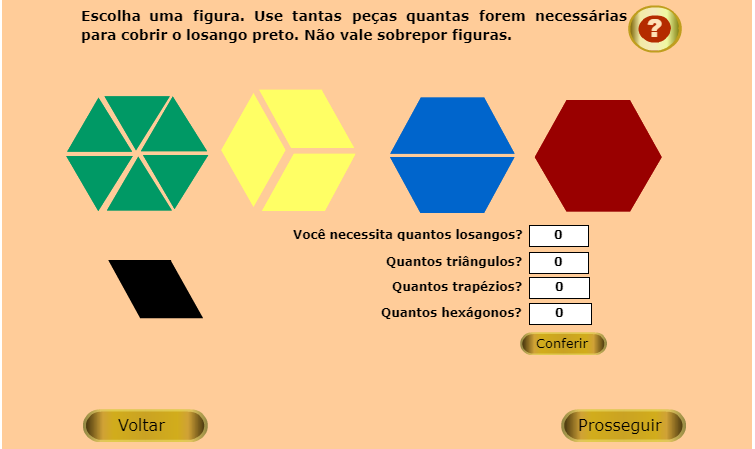 Escolha uma figura. Use tantas peças quantas forem necessárias
para cobrir o losango preto. Não vale sobrepor figuras.
?
Você necessita quantos losangos? 0
Quantos triângulos? 0
Quantos trapézios? 0
Quantos hexágonos? 0
Conferir
Voltar
Prosseguir